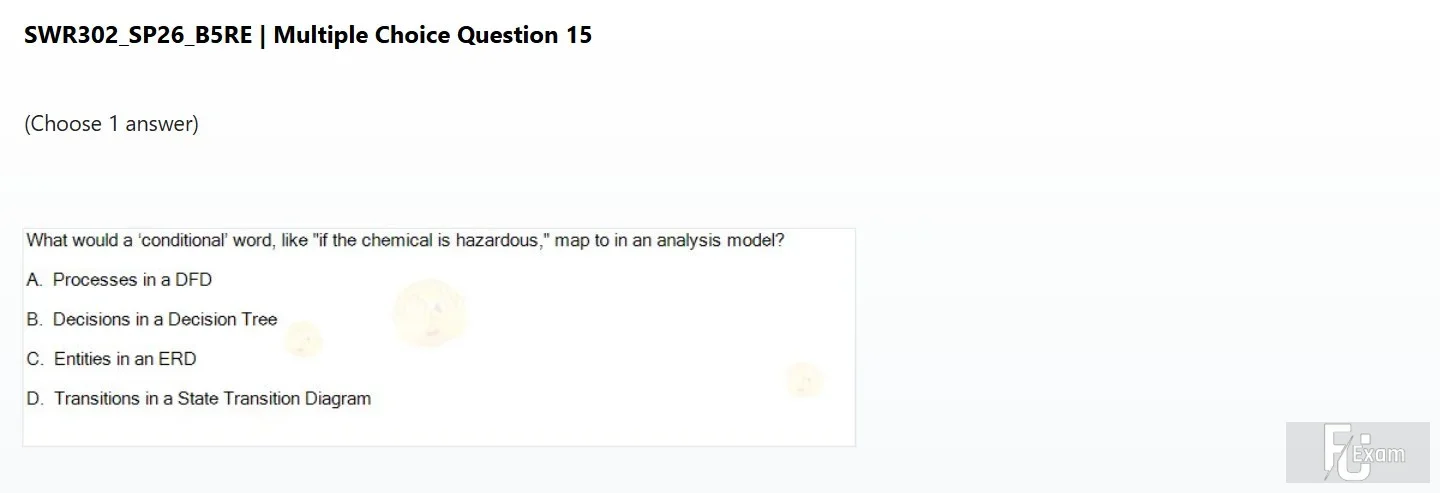 SWR302_SP26_B5RE | Multiple Choice Question 15
(Choose 1 answer)
What would a 'conditional' word, like "if the chemical is hazardous," map to in an analysis model?
A. Processes in a DFD
B. Decisions in a Decision Tree
C. Entities in an ERD
D. Transitions in a State Transition Diagram
FU Exam